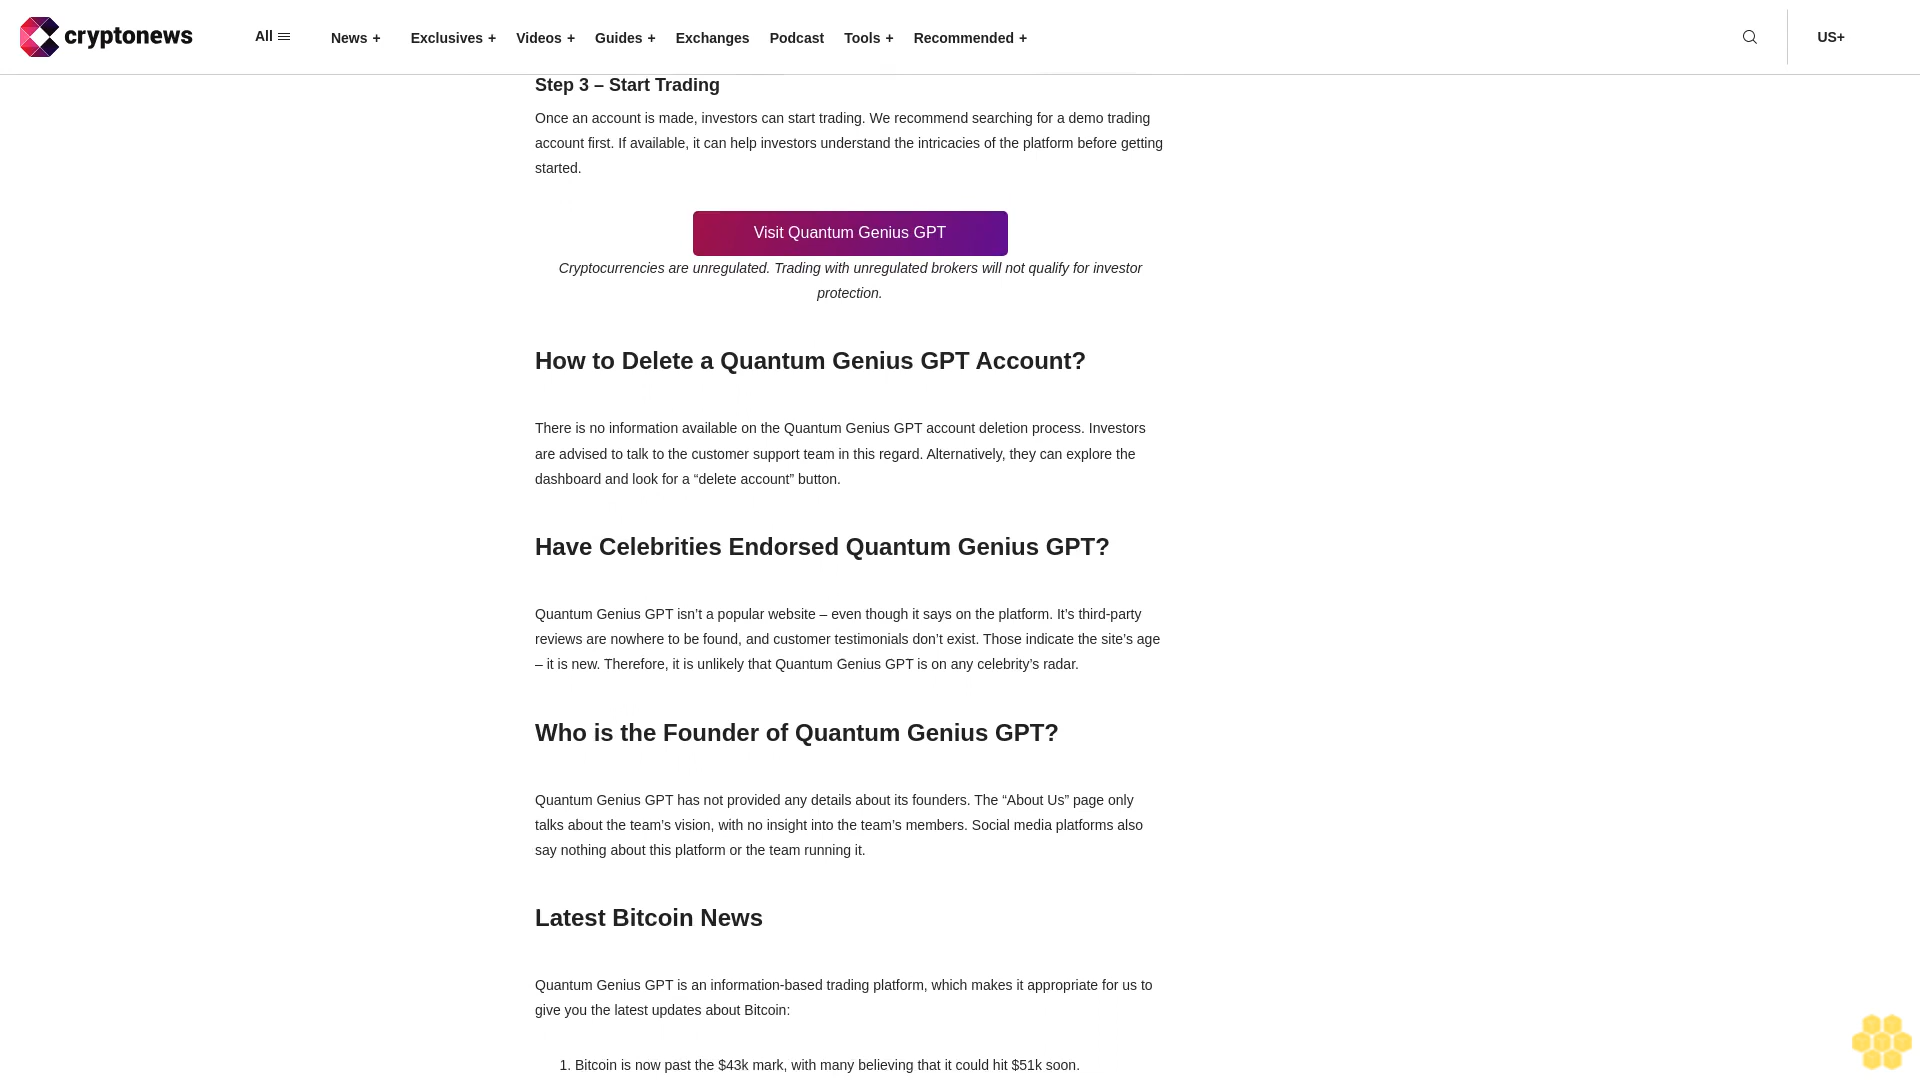 cryptonews
All
News +
Exclusives +
Videos +
Guides +
Exchanges
Podcast
Tools +
Recommended +
US+
Step 3 – Start Trading
Once an account is made, investors can start trading. We recommend searching for a demo trading
account first. If available, it can help investors understand the intricacies of the platform before getting
started.
Visit Quantum Genius GPT
Cryptocurrencies are unregulated. Trading with unregulated brokers will not qualify for investor
protection.
How to Delete a Quantum Genius GPT Account?
There is no information available on the Quantum Genius GPT account deletion process. Investors
are advised to talk to the customer support team in this regard. Alternatively, they can explore the
dashboard and look for a “delete account” button.
Have Celebrities Endorsed Quantum Genius GPT?
Quantum Genius GPT isn’t a popular website – even though it says on the platform. It’s third-party
reviews are nowhere to be found, and customer testimonials don’t exist. Those indicate the site’s age
– it is new. Therefore, it is unlikely that Quantum Genius GPT is on any celebrity’s radar.
Who is the Founder of Quantum Genius GPT?
Quantum Genius GPT has not provided any details about its founders. The “About Us” page only
talks about the team’s vision, with no insight into the team’s members. Social media platforms also
say nothing about this platform or the team running it.
Latest Bitcoin News
Quantum Genius GPT is an information-based trading platform, which makes it appropriate for us to
give you the latest updates about Bitcoin:
1. Bitcoin is now past the $43k mark, with many believing that it could hit $51k soon.